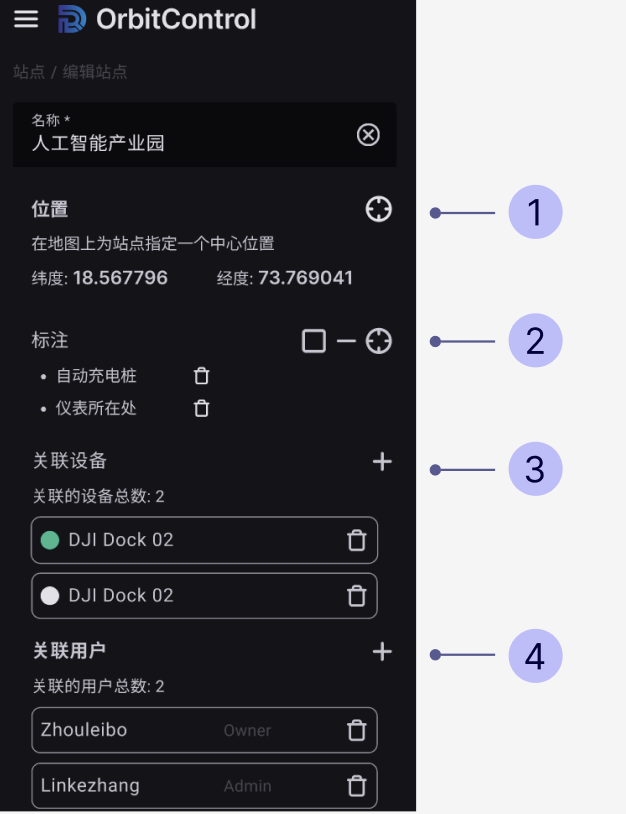 OrbitControl
站点 / 编辑站点
名称 *
人工智能产业园
位置
1
在地图上为站点指定一个中心位置
纬度: 18.567796 经度: 73.769041
标注
2
• 自动充电桩
• 仪表所在处
关联设备
3
关联的设备总数: 2
DJI Dock 02
DJI Dock 02
关联用户
4
关联的用户总数: 2
Zhouleibo Owner
Linkezhang Admin